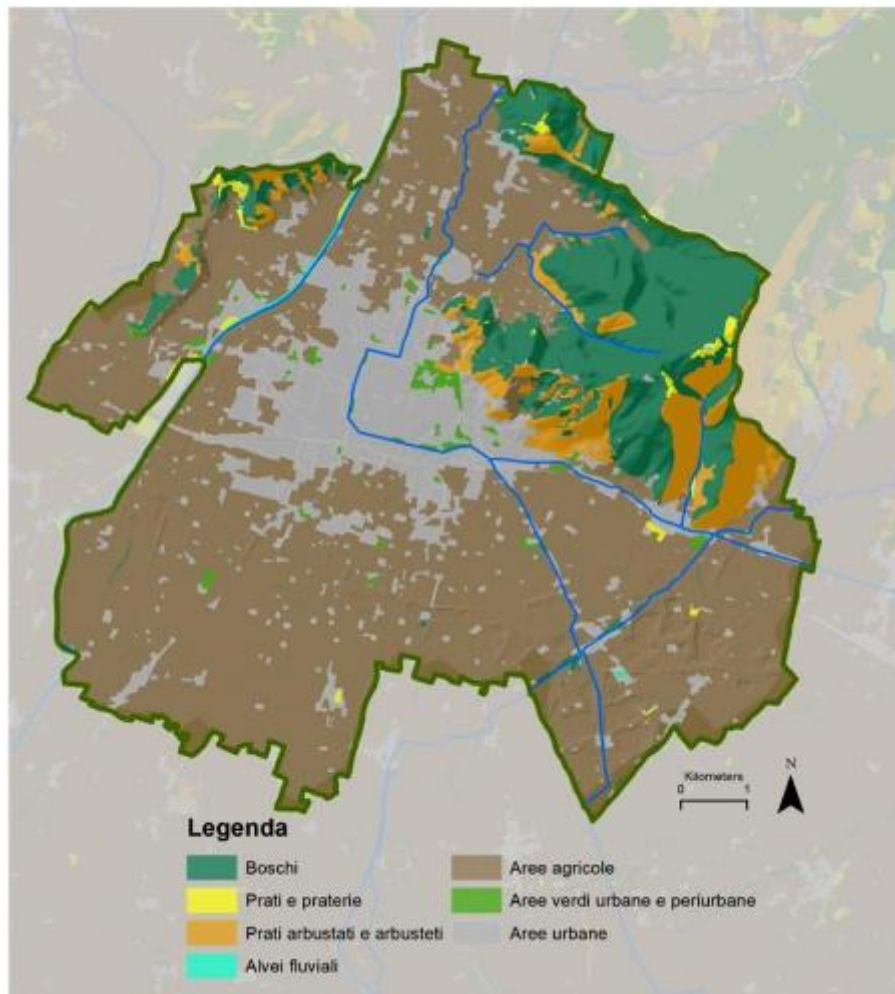 Kilometers
0 1
N
Legenda
Boschi
Prati e praterie
Prati arbustati e arbusteti
Alvei fluviali
Aree agricole
Aree verdi urbane e periurbane
Aree urbane